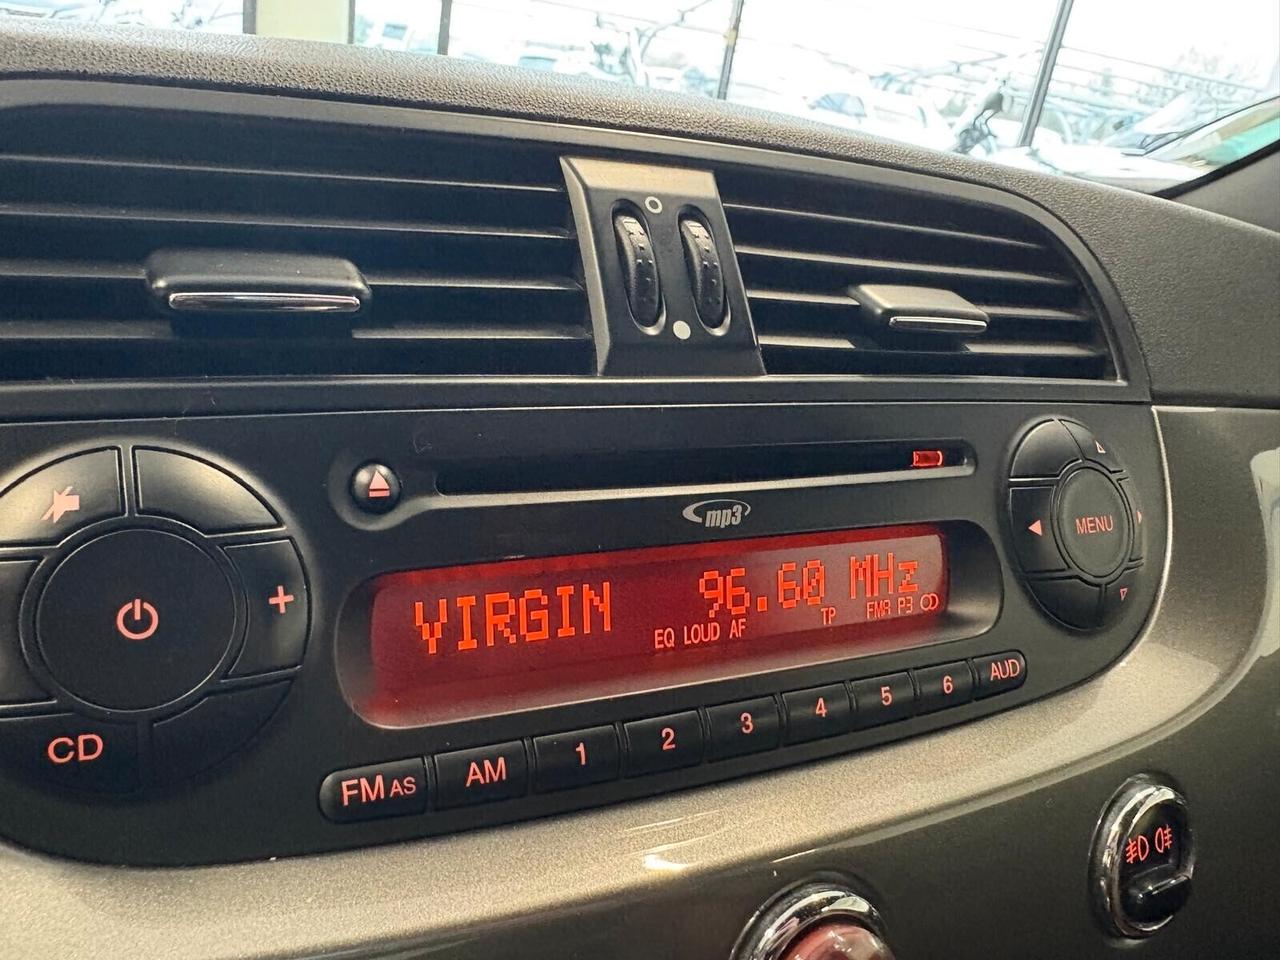 mp3
MENU
VIRGIN 96.60 MHz
EQ LOUD AF TP FMA P3
CD
FM AS AM 1 2 3 4 5 6 AUD